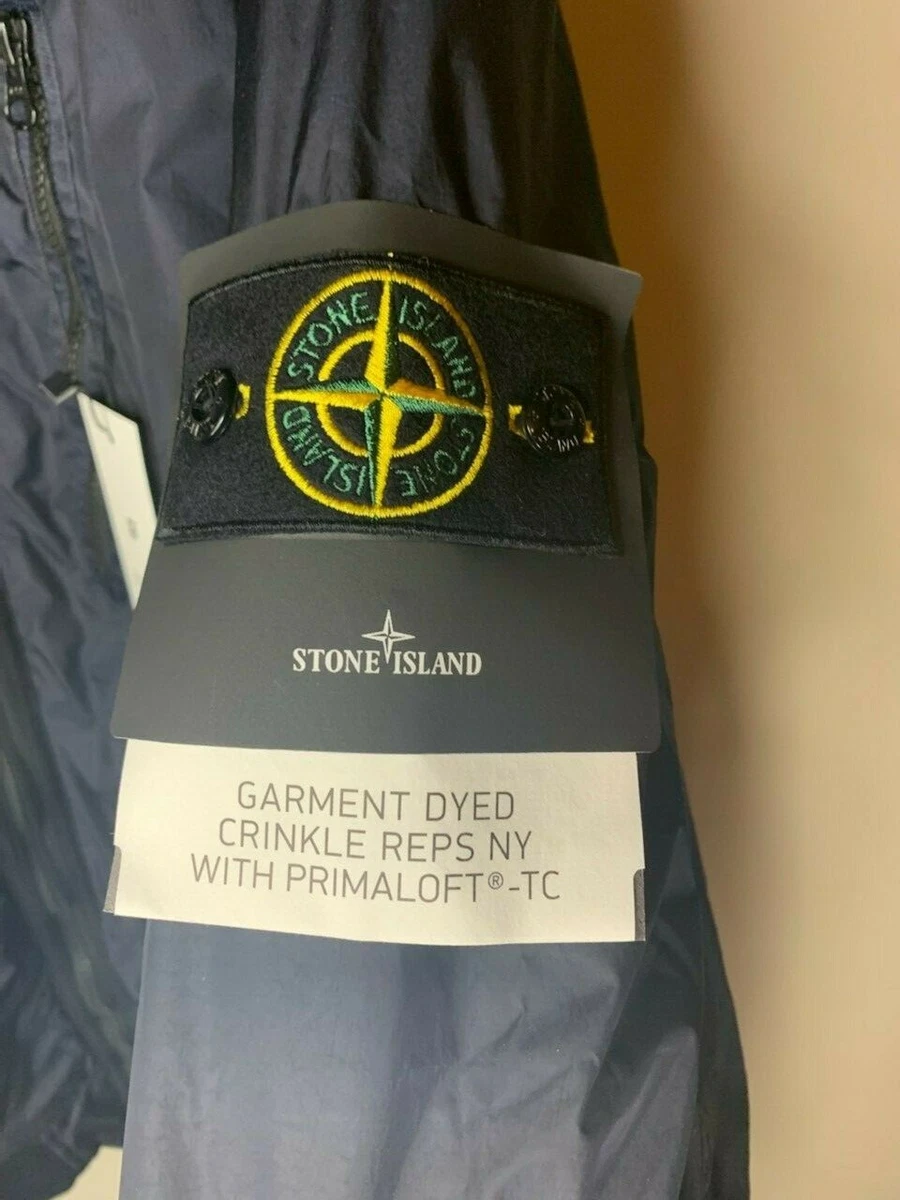 STONE ISLAND
STONE ISLAND
STONE ISLAND
GARMENT DYED
CRINKLE REPS NY
WITH PRIMALOFT®-TC